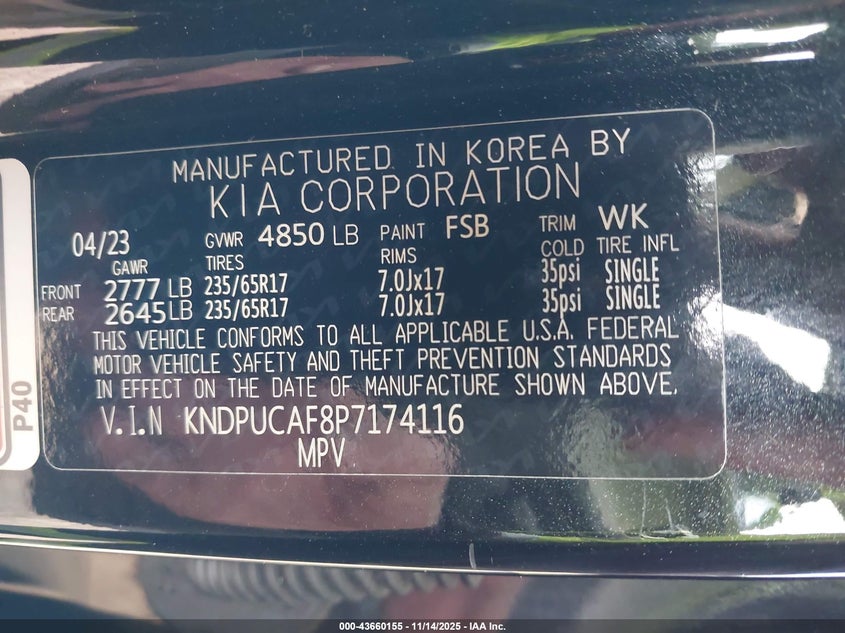 MANUFACTURED IN KOREA BY
KIA CORPORATION
04/23 GVWR 4850 LB PAINT FSB TRIM WK
GAWR TIRES RIMS COLD TIRE INFL
FRONT 2777 LB 235/65R17 7.0Jx17 35psi SINGLE
REAR 2645 LB 235/65R17 7.0Jx17 35psi SINGLE
THIS VEHICLE CONFORMS TO ALL APPLICABLE U.S.A. FEDERAL
MOTOR VEHICLE SAFETY AND THEFT PREVENTION STANDARDS
IN EFFECT ON THE DATE OF MANUFACTURE SHOWN ABOVE.
V.I.N KNDPUCAF8P7174116
MPV
P40
000-43660155 - 11/14/2025 - IAA Inc.